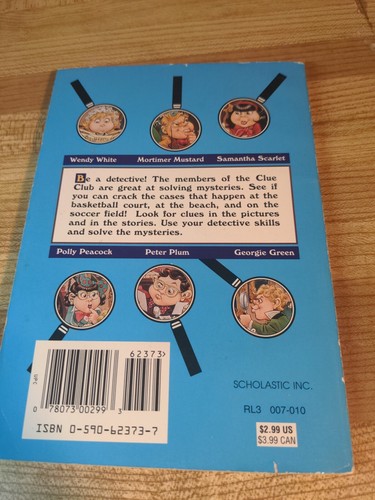 Wendy White Mortimer Mustard Samantha Scarlet
Be a detective! The members of the Clue
Club are great at solving mysteries. See if
you can crack the cases that happen at the
basketball court, at the beach, and on the
soccer field! Look for clues in the pictures
and in the stories. Use your detective skills
and solve the mysteries.
Polly Peacock Peter Plum Georgie Green
62373>
0 78073 00299 3
ISBN 0-590-62373-7
SCHOLASTIC INC.
RL3 007-010
$2.99 US
$3.99 CAN